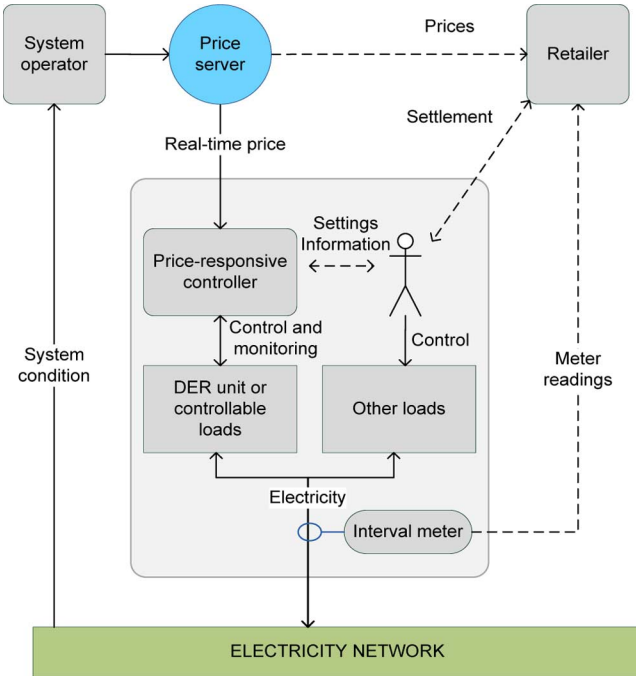 System
operator
Price
server
Prices
Retailer
Settlement
Real-time price
Settings
Information
Price-responsive
controller
Control and
monitoring
Control
System
condition
Meter
readings
DER unit or
controllable
loads
Other loads
Electricity
Interval meter
ELECTRICITY NETWORK